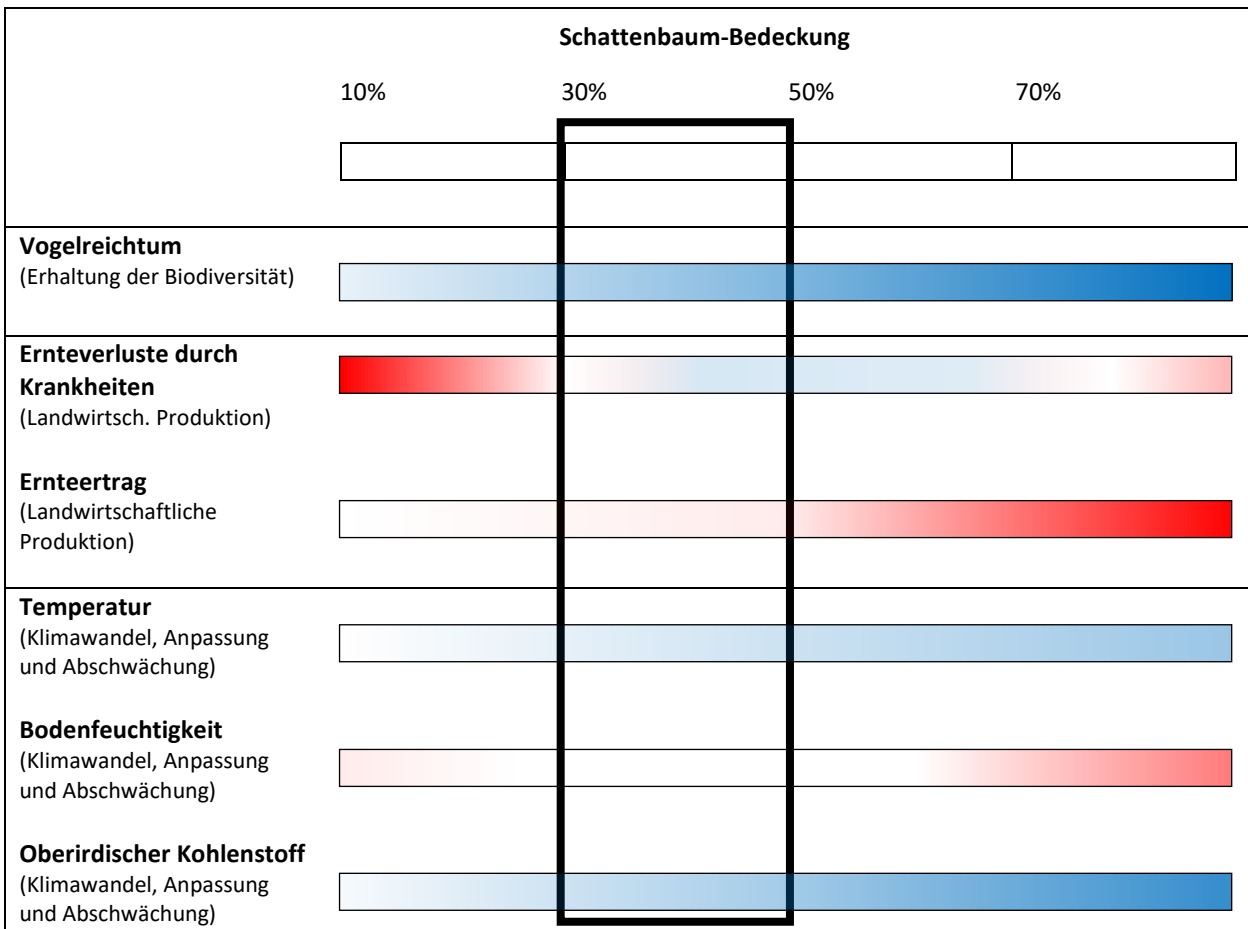 Schattenbaum-Bedeckung
10% 30% 50% 70%
Vogelreichtum
(Erhaltung der Biodiversität)
Ernteverluste durch
Krankheiten
(Landwirtsch. Produktion)
Ernteertrag
(Landwirtschaftliche
Produktion)
Temperatur
(Klimawandel, Anpassung
und Abschwächung)
Bodenfeuchtigkeit
(Klimawandel, Anpassung
und Abschwächung)
Oberirdischer Kohlenstoff
(Klimawandel, Anpassung
und Abschwächung)